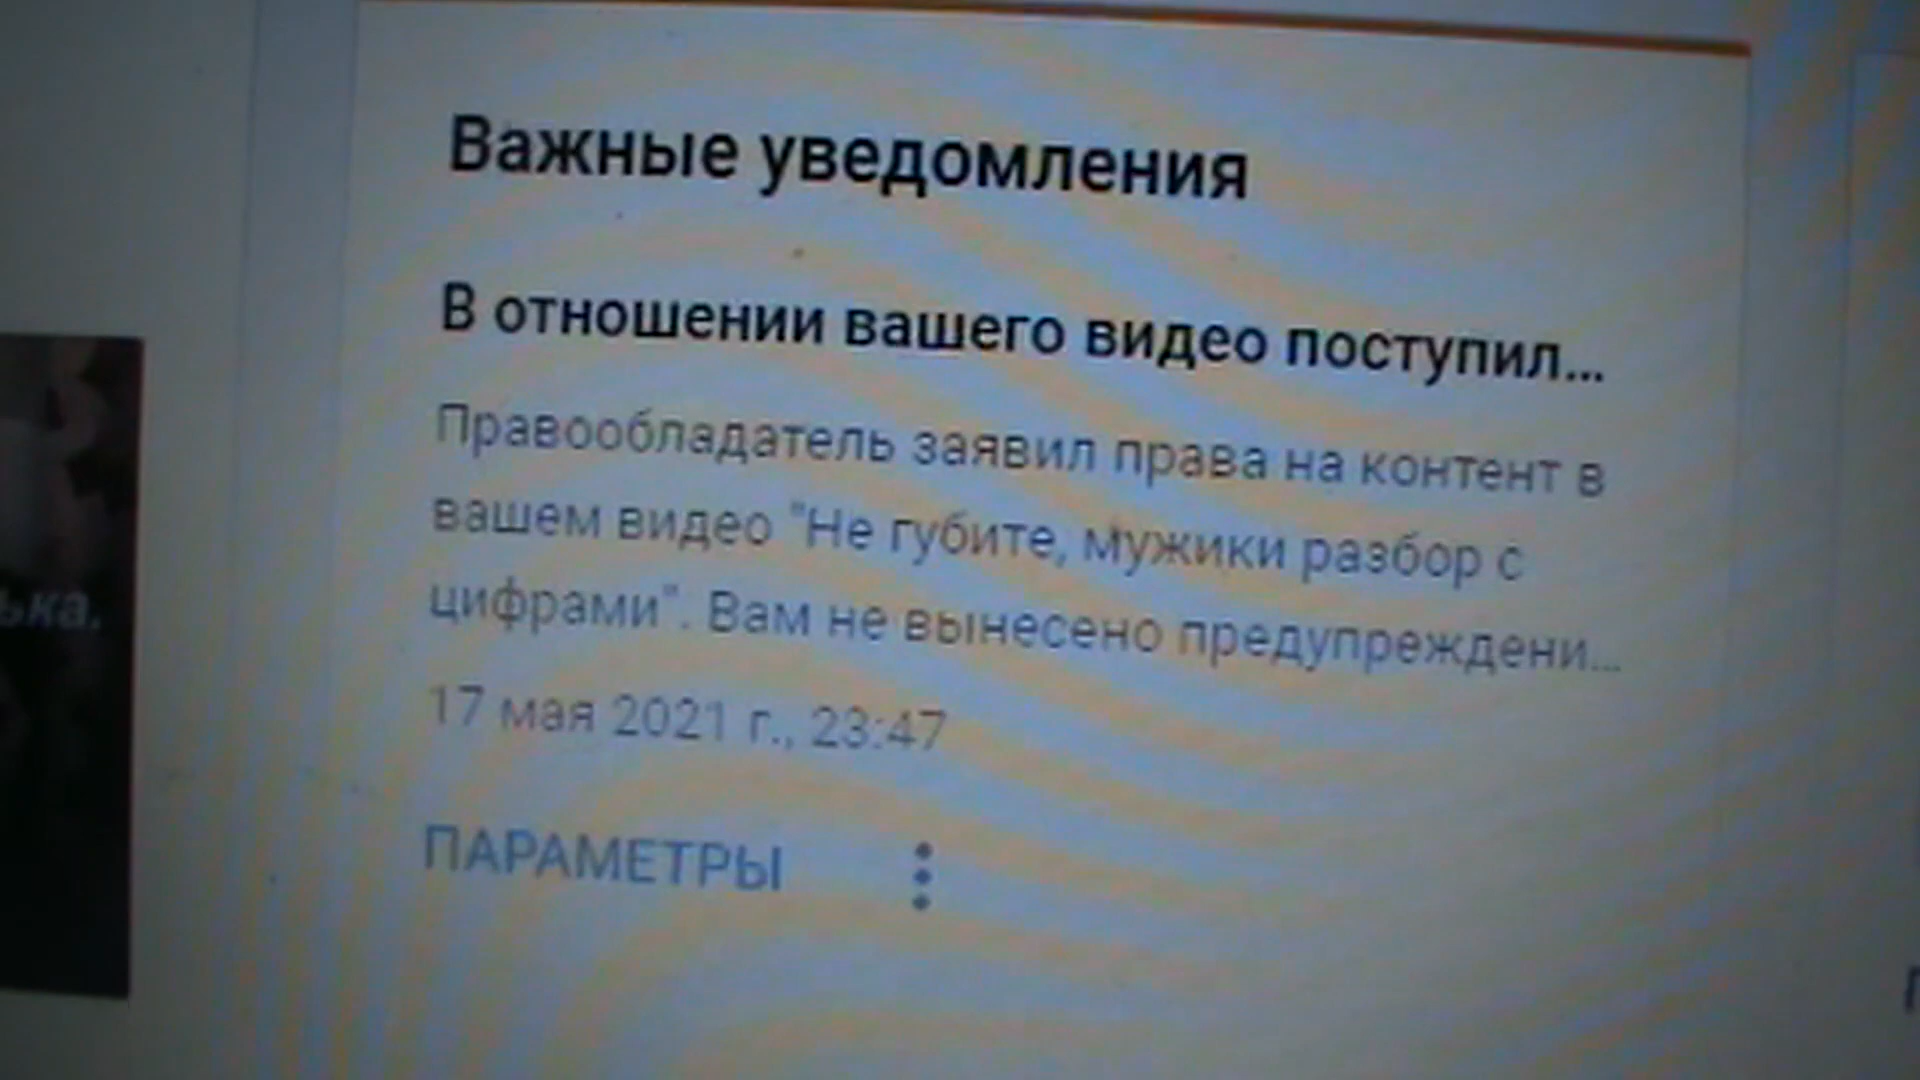 Важные уведомления
В отношении вашего видео поступил...
Правообладатель заявил права на контент в
вашем видео "Не губите, мужики разбор с
цифрами". Вам не вынесено предупреждени...
17 мая 2021 г., 23:47
ПАРАМЕТРЫ
ька.